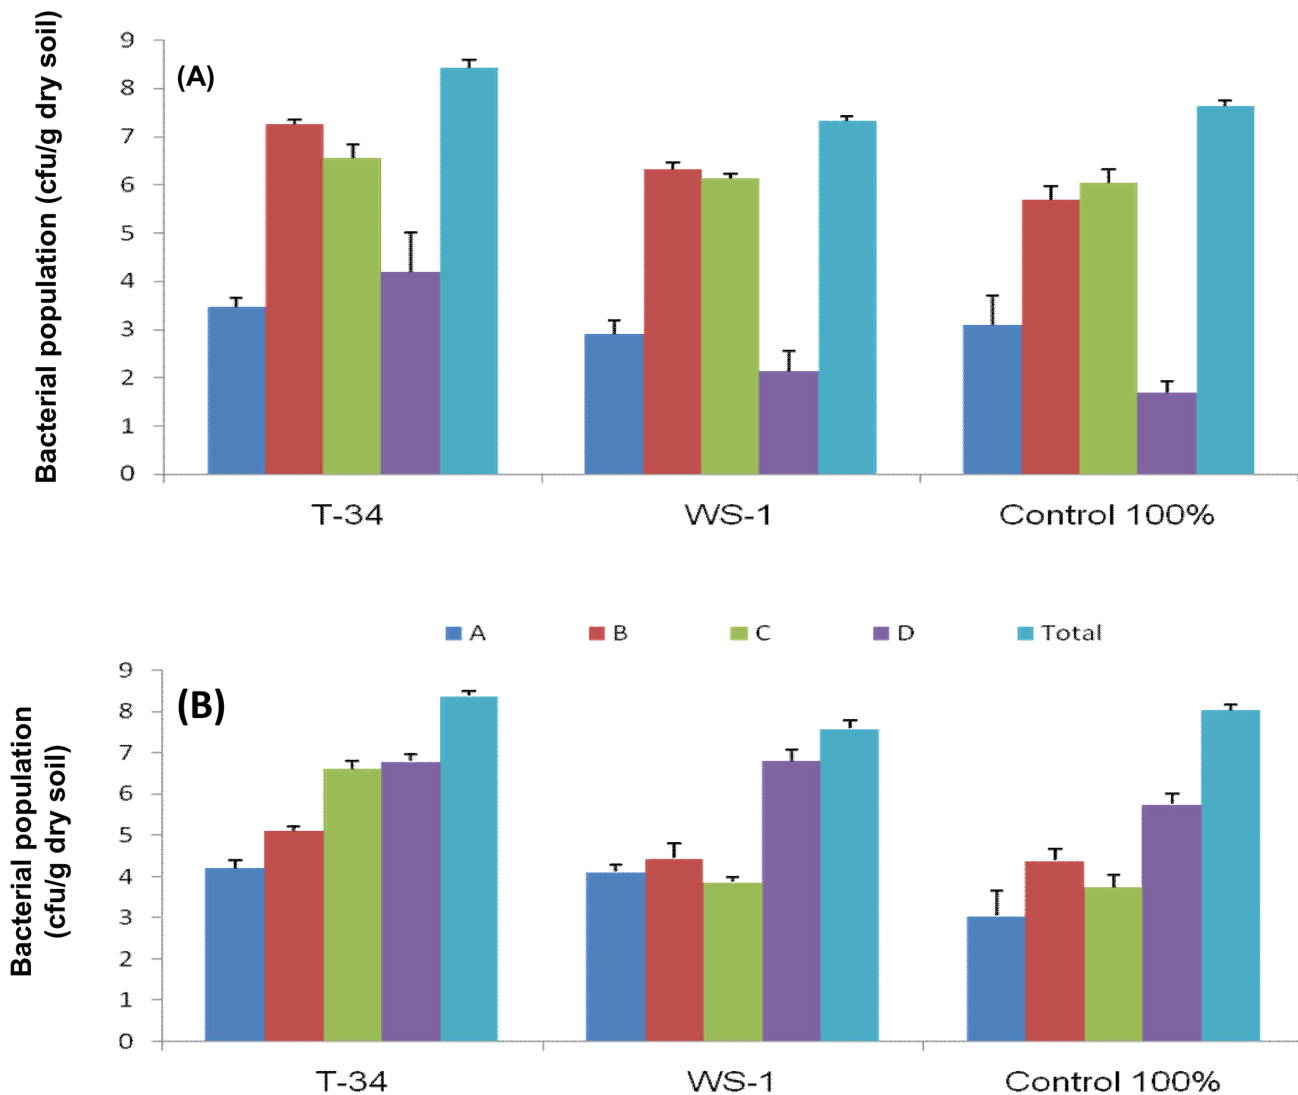 Bacterial population (cfu/g dry soil)
9
8
7
6
5
4
3
2
1
0
(A)
T-34 WS-1 Control 100%
A B C D Total
Bacterial population
(cfu/g dry soil)
9
8
7
6
5
4
3
2
1
0
(B)
T-34 WS-1 Control 100%